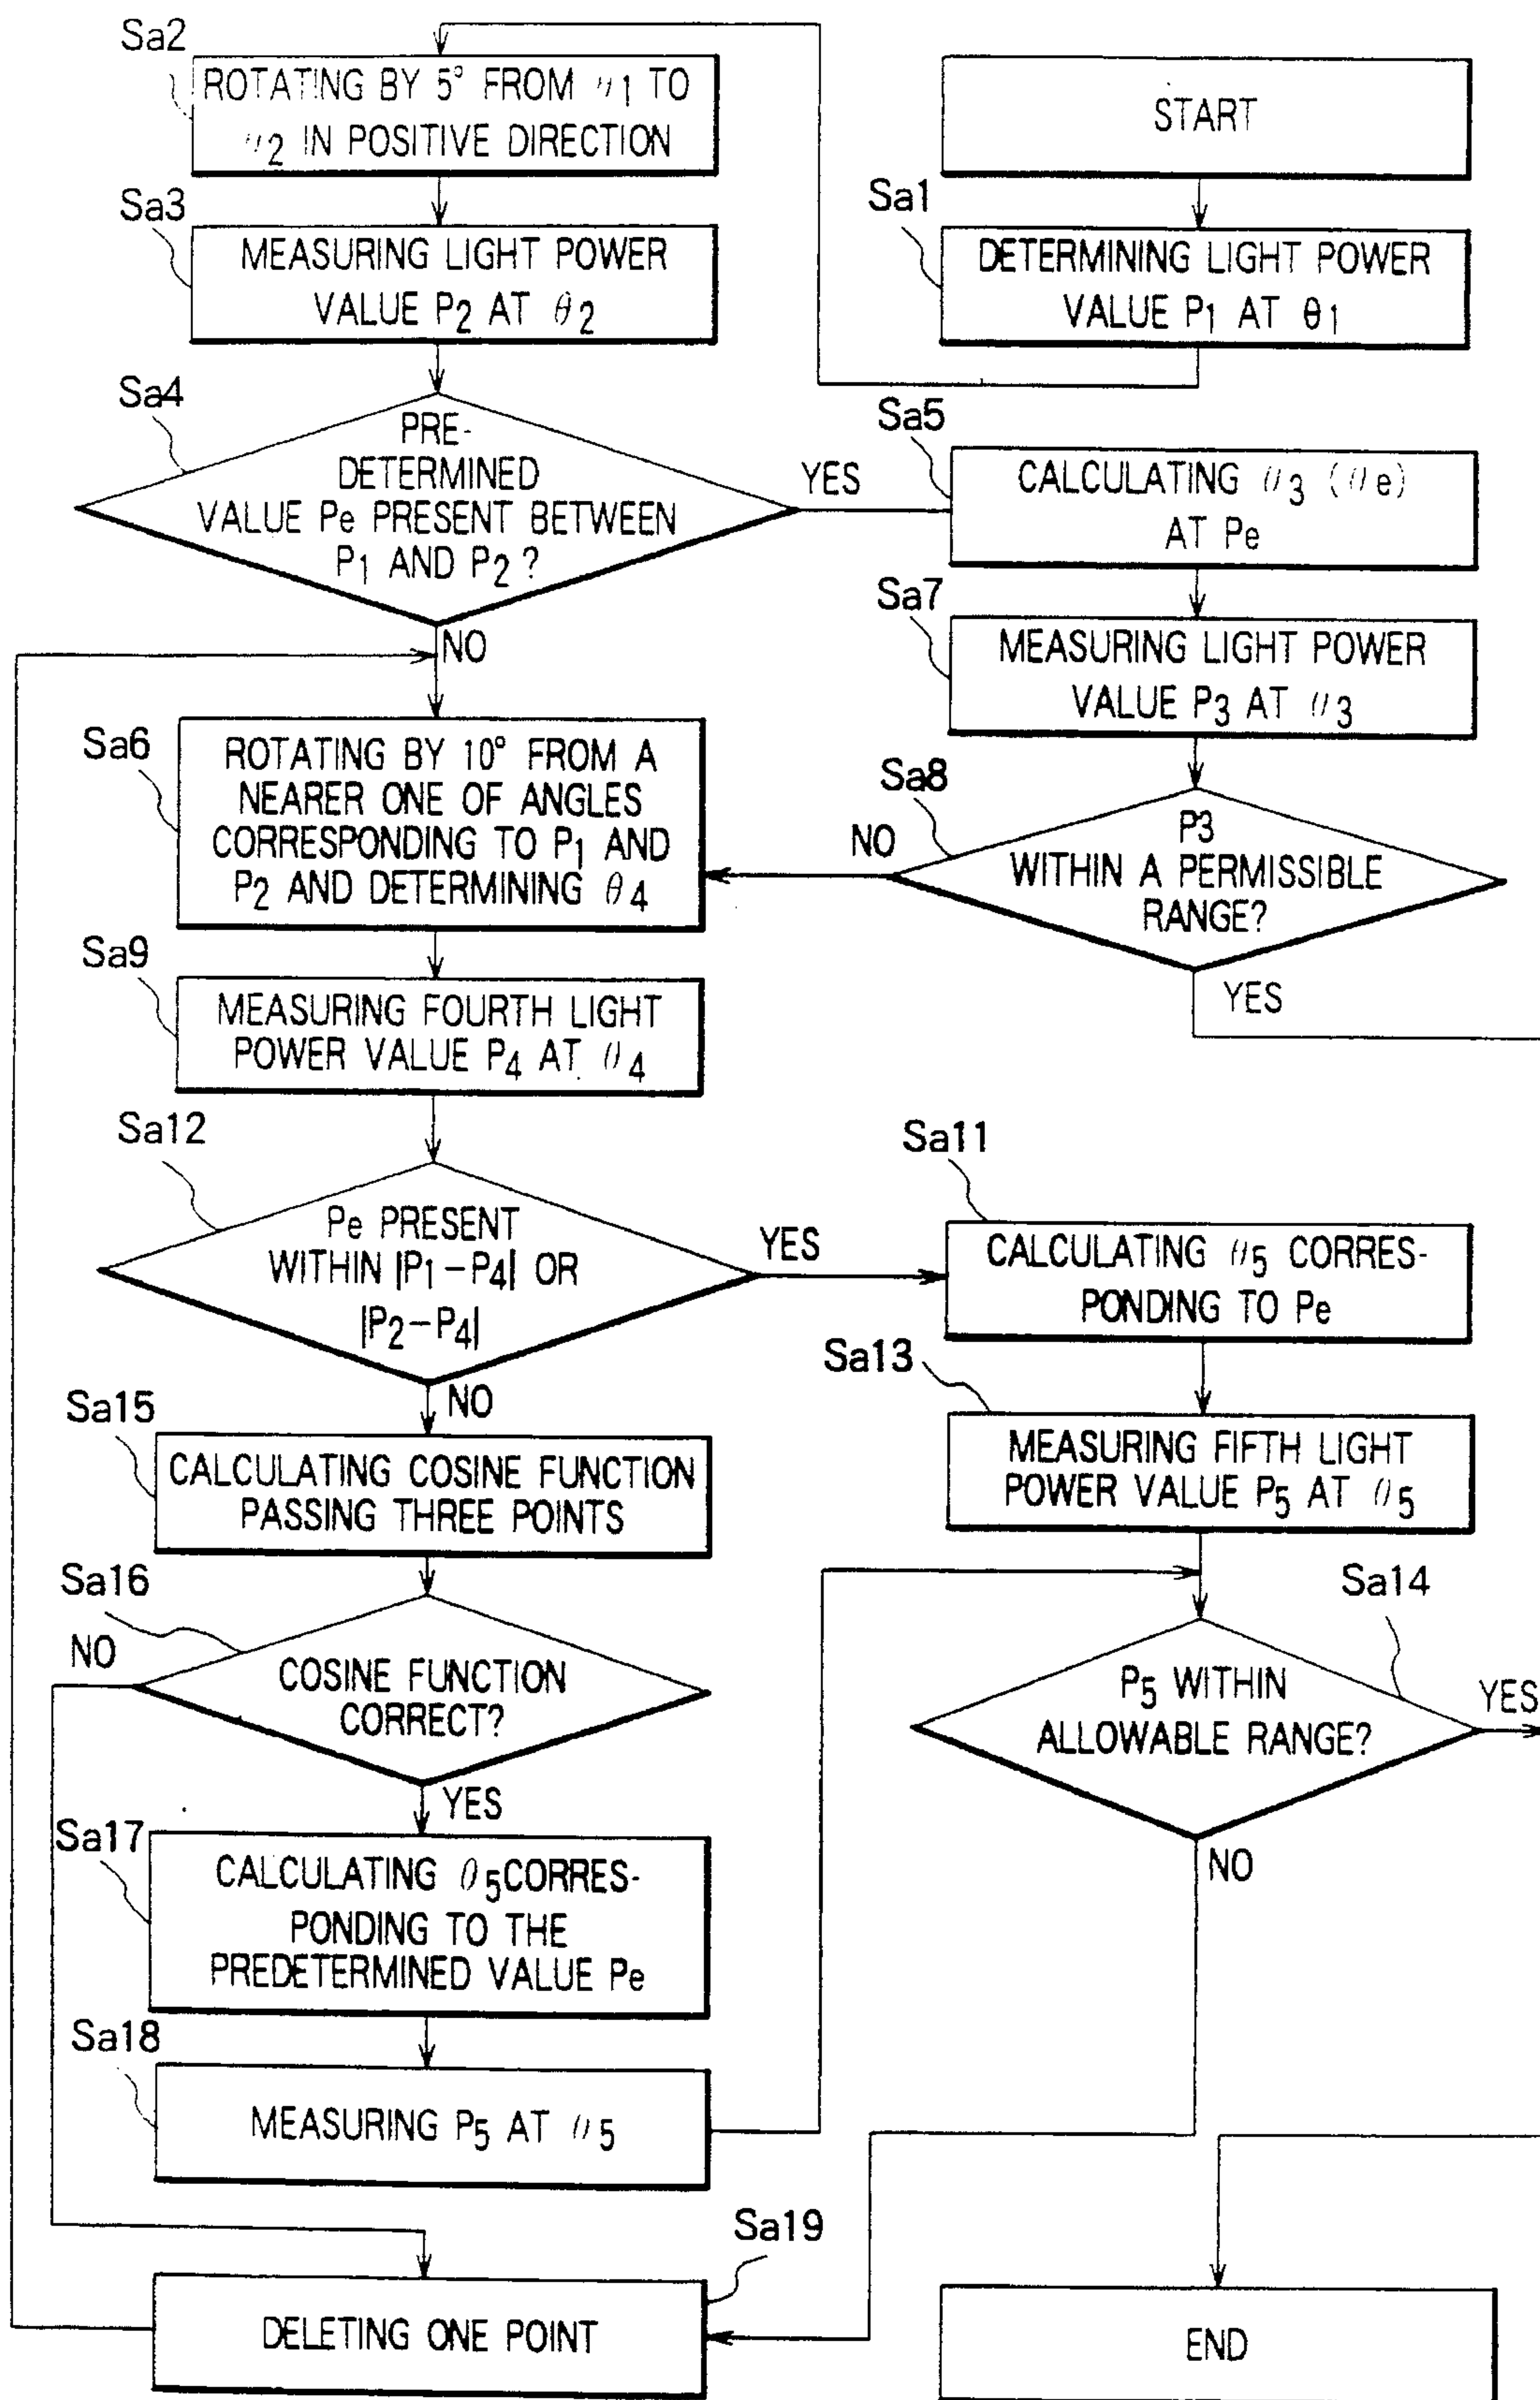 START
Sa1
DETERMINING LIGHT POWER
VALUE P1 AT θ1
Sa2
ROTATING BY 5° FROM θ1 TO
θ2 IN POSITIVE DIRECTION
Sa3
MEASURING LIGHT POWER
VALUE P2 AT θ2
Sa4
PRE-
DETERMINED
VALUE Pe PRESENT BETWEEN
P1 AND P2 ?
YES
NO
Sa5
CALCULATING θ3 (θe)
AT Pe
Sa7
MEASURING LIGHT POWER
VALUE P3 AT θ3
Sa8
P3
WITHIN A PERMISSIBLE
RANGE?
NO
YES
Sa6
ROTATING BY 10° FROM A
NEARER ONE OF ANGLES
CORRESPONDING TO P1 AND
P2 AND DETERMINING θ4
Sa9
MEASURING FOURTH LIGHT
POWER VALUE P4 AT θ4
Sa12
Pe PRESENT
WITHIN |P1-P4| OR
|P2-P4|
YES
NO
Sa11
CALCULATING θ5 CORRES-
PONDING TO Pe
Sa13
MEASURING FIFTH LIGHT
POWER VALUE P5 AT θ5
Sa14
P5 WITHIN
ALLOWABLE RANGE?
YES
NO
Sa15
CALCULATING COSINE FUNCTION
PASSING THREE POINTS
Sa16
NO
COSINE FUNCTION
CORRECT?
YES
Sa17
CALCULATING θ5 CORRES-
PONDING TO THE
PREDETERMINED VALUE Pe
Sa18
MEASURING P5 AT θ5
Sa19
DELETING ONE POINT
END